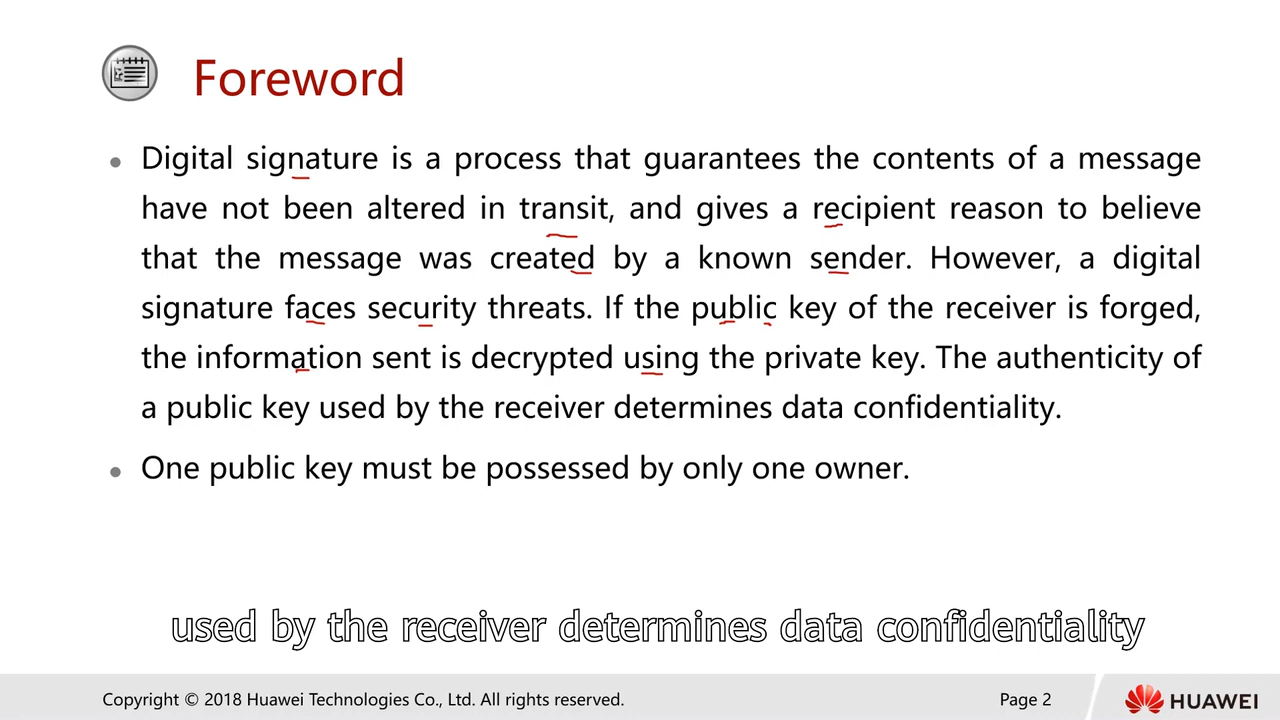 Foreword
Digital signature is a process that guarantees the contents of a message
have not been altered in transit, and gives a recipient reason to believe
that the message was created by a known sender. However, a digital
signature faces security threats. If the public key of the receiver is forged,
the information sent is decrypted using the private key. The authenticity of
a public key used by the receiver determines data confidentiality.
One public key must be possessed by only one owner.
used by the receiver determines data confidentiality
Copyright © 2018 Huawei Technologies Co., Ltd. All rights reserved.
Page 2
HUAWEI